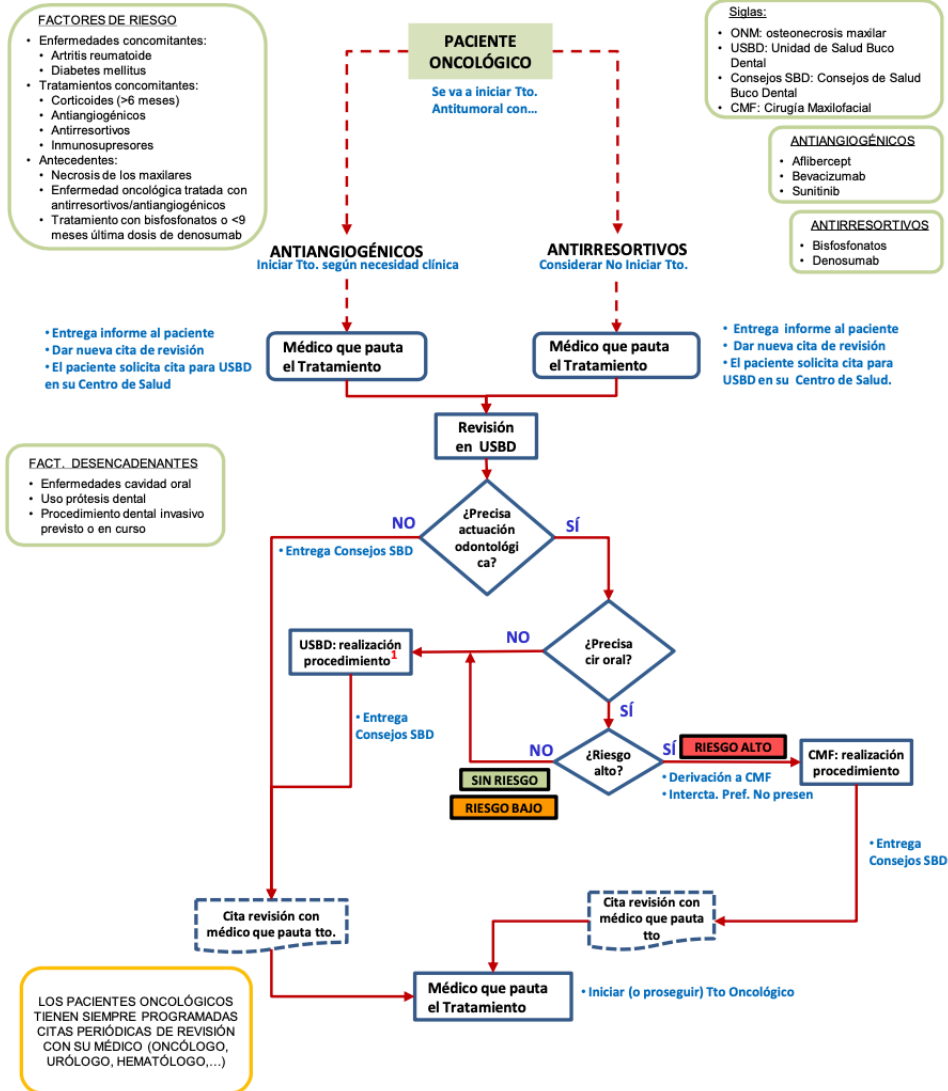 FACTORES DE RIESGO
• Enfermedades concomitantes:
• Artritis reumatoide
• Diabetes mellitus
• Tratamientos concomitantes:
• Corticoides (>6 meses)
• Antiangiogénicos
• Antirresortivos
• Inmunosupresores
• Antecedentes:
• Necrosis de los maxilares
• Enfermedad oncológica tratada con
antirresortivos/antiangiogénicos
• Tratamiento con bisfosfonatos o <9
meses última dosis de denosumab
PACIENTE
ONCOLÓGICO
Se va a iniciar Tto.
Antitumoral con...
Siglas:
• ONM: osteonecrosis maxilar
• USBD: Unidad de Salud Buco
Dental
• Consejos SBD: Consejos de Salud
Buco Dental
• CMF: Cirugía Maxilofacial
ANTIANGIOGÉNICOS
• Aflibercept
• Bevacizumab
• Sunitinib
ANTIRRESORTIVOS
• Bisfosfonatos
• Denosumab
ANTIANGIOGÉNICOS
Iniciar Tto. según necesidad clínica
ANTIRRESORTIVOS
Considerar No Iniciar Tto.
• Entrega informe al paciente
• Dar nueva cita de revisión
• El paciente solicita cita para USBD
en su Centro de Salud
Médico que pauta
el Tratamiento
Médico que pauta
el Tratamiento
• Entrega informe al paciente
• Dar nueva cita de revisión
• El paciente solicita cita para
USBD en su Centro de Salud.
Revisión
en USBD
FACT. DESENCADENANTES
• Enfermedades cavidad oral
• Uso prótesis dental
• Procedimiento dental invasivo
previsto o en curso
¿Precisa
actuación
odontológi
ca?
NO
SÍ
• Entrega Consejos SBD
¿Precisa
cir oral?
NO
SÍ
USBD: realización
procedimiento1
• Entrega
Consejos SBD
¿Riesgo
alto?
NO
SÍ
SIN RIESGO
RIESGO BAJO
RIESGO ALTO
• Derivación a CMF
• Intercta. Pref. No presen
CMF: realización
procedimiento
• Entrega
Consejos SBD
Cita revisión con
médico que pauta tto.
Cita revisión con
médico que pauta
tto
Médico que pauta
el Tratamiento
• Iniciar (o proseguir) Tto Oncológico
LOS PACIENTES ONCOLÓGICOS
TIENEN SIEMPRE PROGRAMADAS
CITAS PERIÓDICAS DE REVISIÓN
CON SU MÉDICO (ONCÓLOGO,
URÓLOGO, HEMATÓLOGO,...)